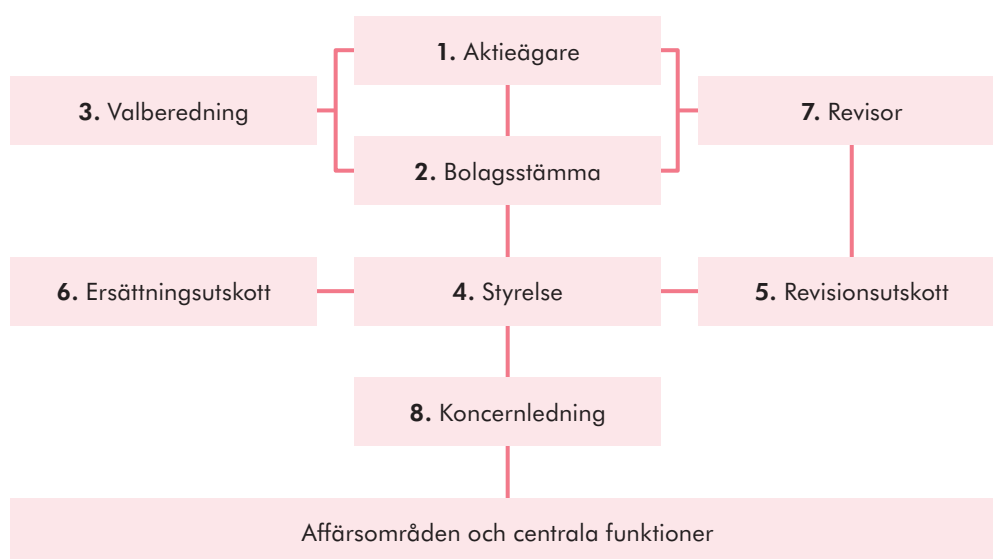 1. Aktieägare
3. Valberedning
7. Revisor
2. Bolagsstämma
6. Ersättningsutskott
4. Styrelse
5. Revisionsutskott
8. Koncernledning
Affärsområden och centrala funktioner